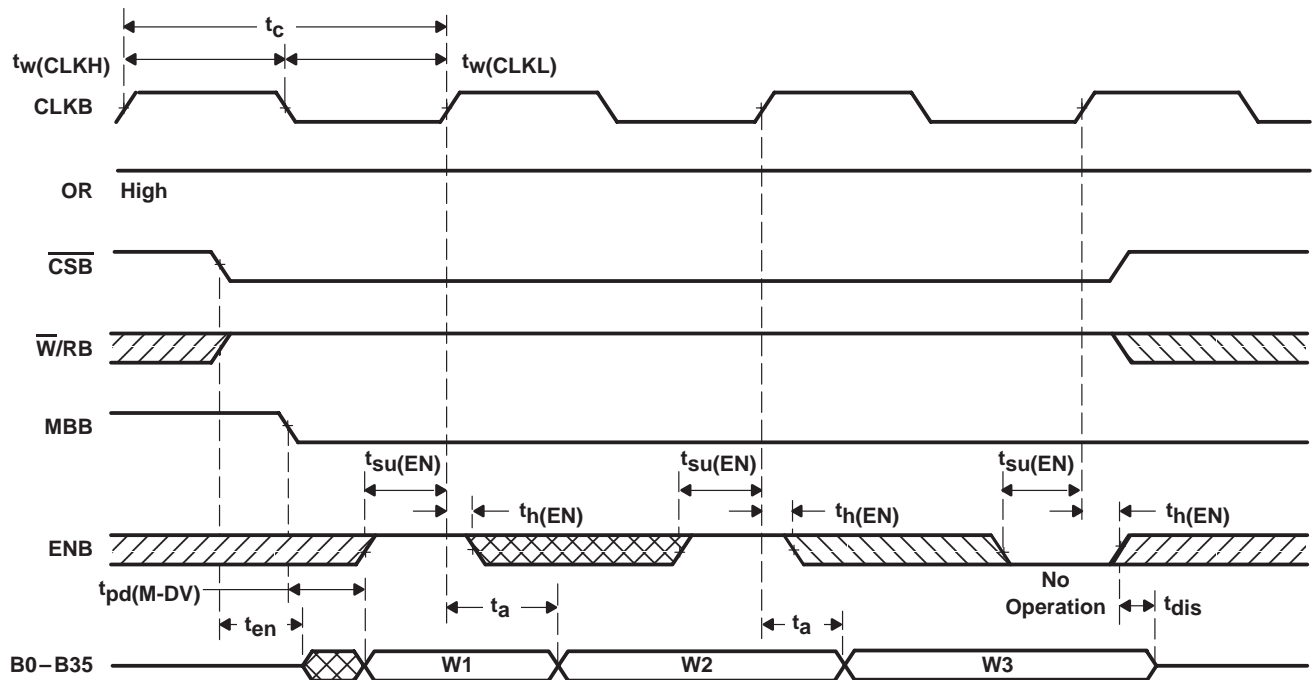 tc
tw(CLKH)
tw(CLKL)
CLKB
OR
High
CSB
W/RB
MBB
tsu(EN)
tsu(EN)
tsu(EN)
th(EN)
th(EN)
th(EN)
ENB
No
Operation
tpd(M-DV)
ten
ta
ta
tdis
B0–B35
W1
W2
W3